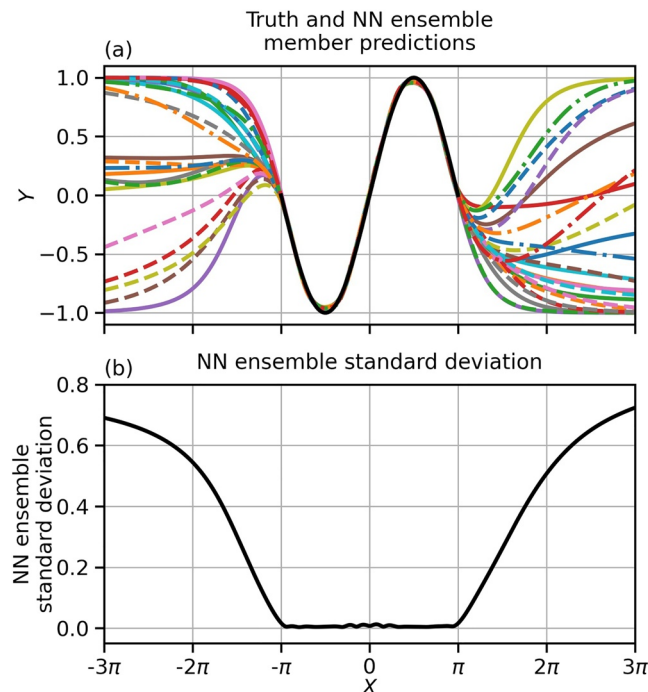 Truth and NN ensemble
member predictions
(a)
1.0
0.5
0.0
−0.5
−1.0
Y
(b)
NN ensemble standard deviation
0.8
0.6
0.4
0.2
0.0
NN ensemble
standard deviation
-3π -2π -π 0 π 2π 3π
X